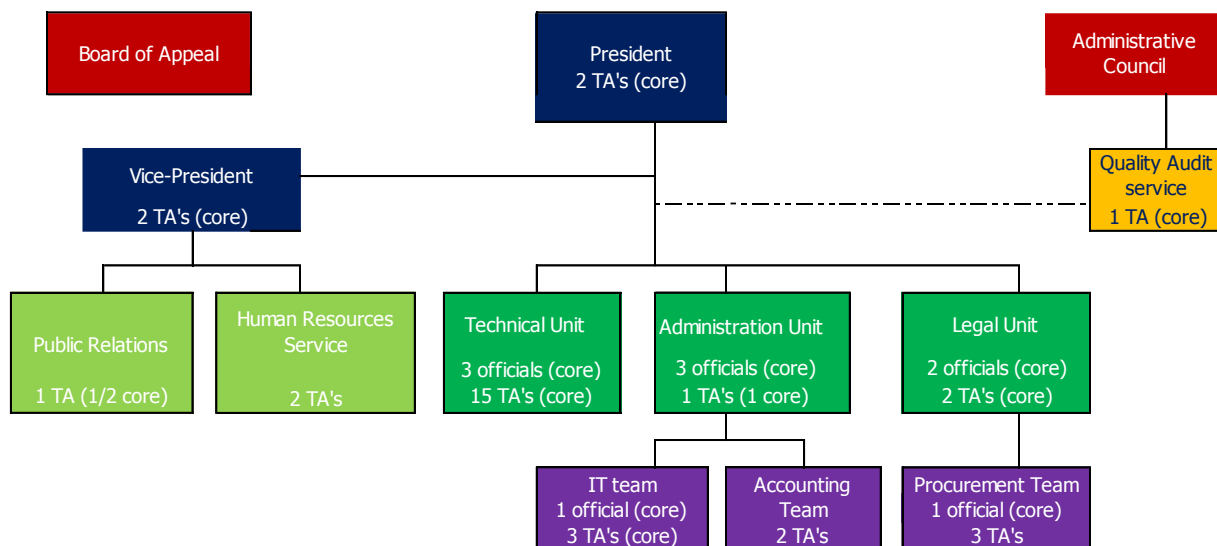 Board of Appeal
President
2 TA's (core)
Administrative
Council
Vice-President
2 TA's (core)
Quality Audit
service
1 TA (core)
Public Relations
1 TA (1/2 core)
Human Resources
Service
2 TA's
Technical Unit
3 officials (core)
15 TA's (core)
Administration Unit
3 officials (core)
1 TA's (1 core)
Legal Unit
2 officials (core)
2 TA's (core)
IT team
1 official (core)
3 TA's (core)
Accounting
Team
2 TA's
Procurement Team
1 official (core)
3 TA's